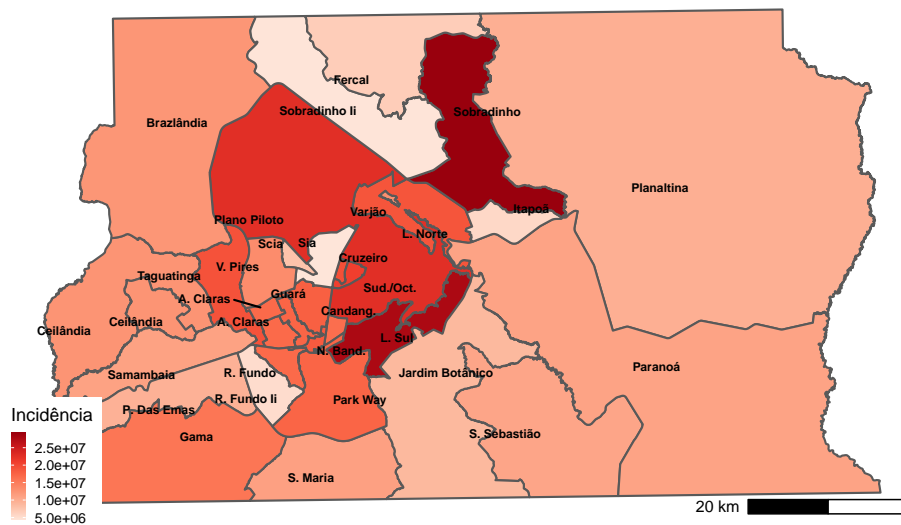 Fercal
Sobradinho Ii
Sobradinho
Brazlândia
Planaltina
Plano Piloto
Varjão
Itapoã
Scia
Sia
L. Norte
V. Pires
Cruzeiro
Taguatinga
Guará
Sud./Oct.
A. Claras
Candang.
Ceilândia
Ceilândia
A. Claras
L. Sul
N. Band.
Samambaia
R. Fundo
Jardim Botânico
Paranoá
R. Fundo Ii
Park Way
P. Das Emas
Gama
S. Sebastião
S. Maria
Incidência
2.5e+07
2.0e+07
1.5e+07
1.0e+07
5.0e+06
20 km